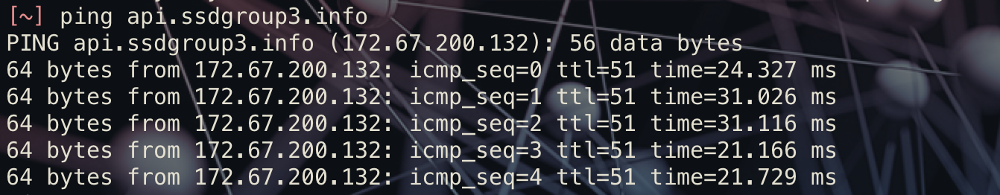 [~] ping api.ssdgroup3.info
PING api.ssdgroup3.info (172.67.200.132): 56 data bytes
64 bytes from 172.67.200.132: icmp_seq=0 ttl=51 time=24.327 ms
64 bytes from 172.67.200.132: icmp_seq=1 ttl=51 time=31.026 ms
64 bytes from 172.67.200.132: icmp_seq=2 ttl=51 time=31.116 ms
64 bytes from 172.67.200.132: icmp_seq=3 ttl=51 time=21.166 ms
64 bytes from 172.67.200.132: icmp_seq=4 ttl=51 time=21.729 ms